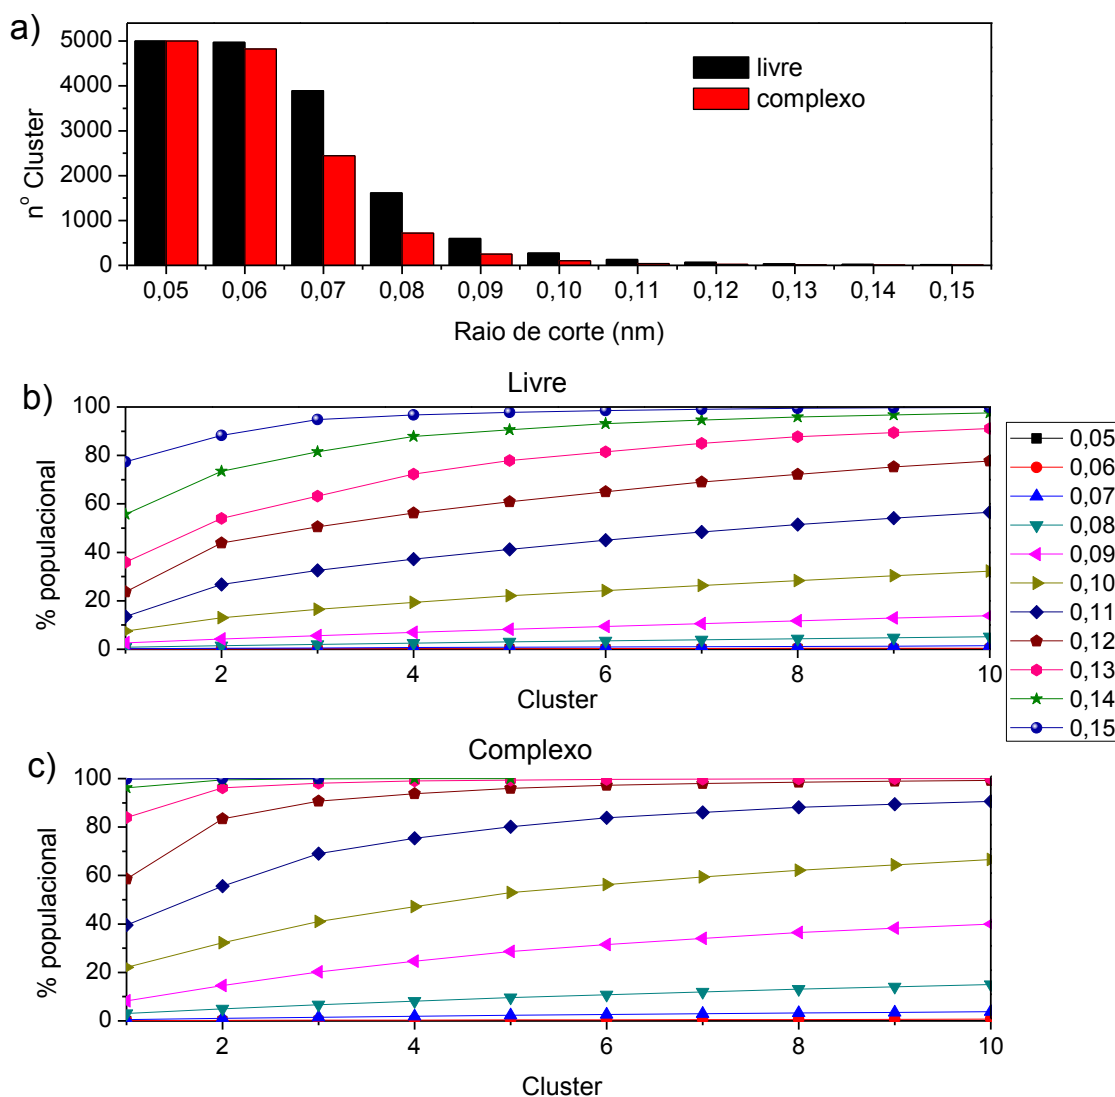 a)
5000
4000
3000
2000
1000
0
nº Cluster
livre
complexo
0,05 0,06 0,07 0,08 0,09 0,10 0,11 0,12 0,13 0,14 0,15
Raio de corte (nm)
b)
Livre
100
80
60
40
20
0
% populacional
2 4 6 8 10
Cluster
0,05
0,06
0,07
0,08
0,09
0,10
0,11
0,12
0,13
0,14
0,15
c)
Complexo
100
80
60
40
20
0
% populacional
2 4 6 8 10
Cluster